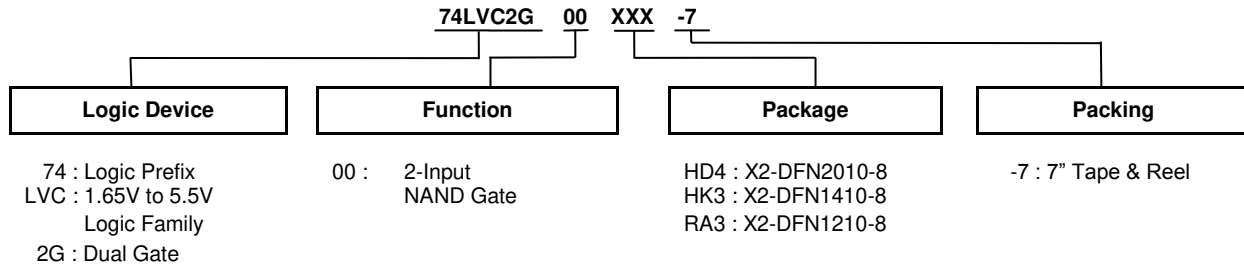 74LVC2G 00 XXX -7
Logic Device
Function
Package
Packing
74 : Logic Prefix
LVC : 1.65V to 5.5V
Logic Family
2G : Dual Gate
00 : 2-Input
NAND Gate
HD4 : X2-DFN2010-8
HK3 : X2-DFN1410-8
RA3 : X2-DFN1210-8
-7 : 7” Tape & Reel